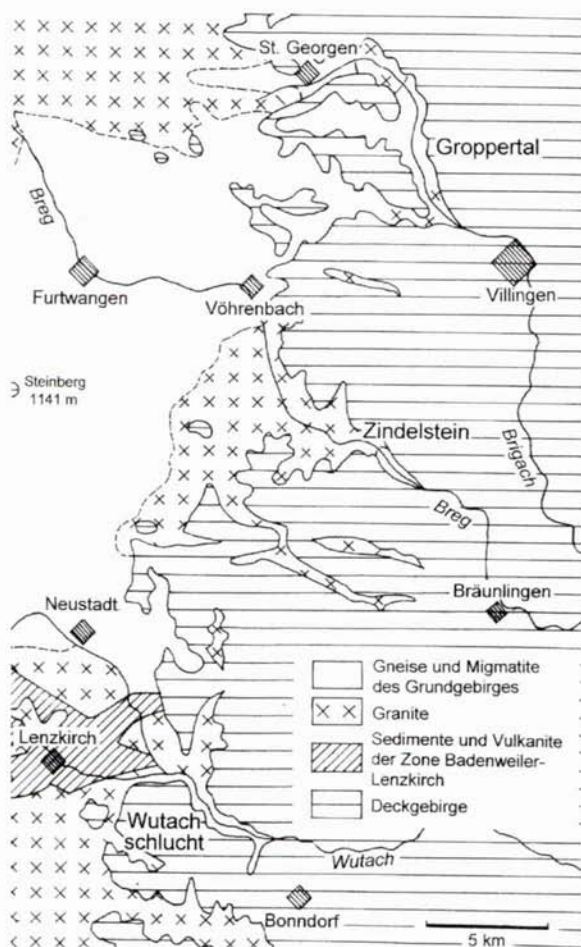 St. Georgen
Groppertal
Breg
Furtwangen
Vöhrenbach
Villingen
Steinberg
1141 m
Zindelstein
Brigach
Breg
Neustadt
Bräunlingen
Gneise und Migmatite
des Grundgebirges
Granite
Sedimente und Vulkanite
der Zone Badenweiler-
Lenzkirch
Deckgebirge
Lenzkirch
Wutach
schlucht
Wutach
Bonndorf
5 km